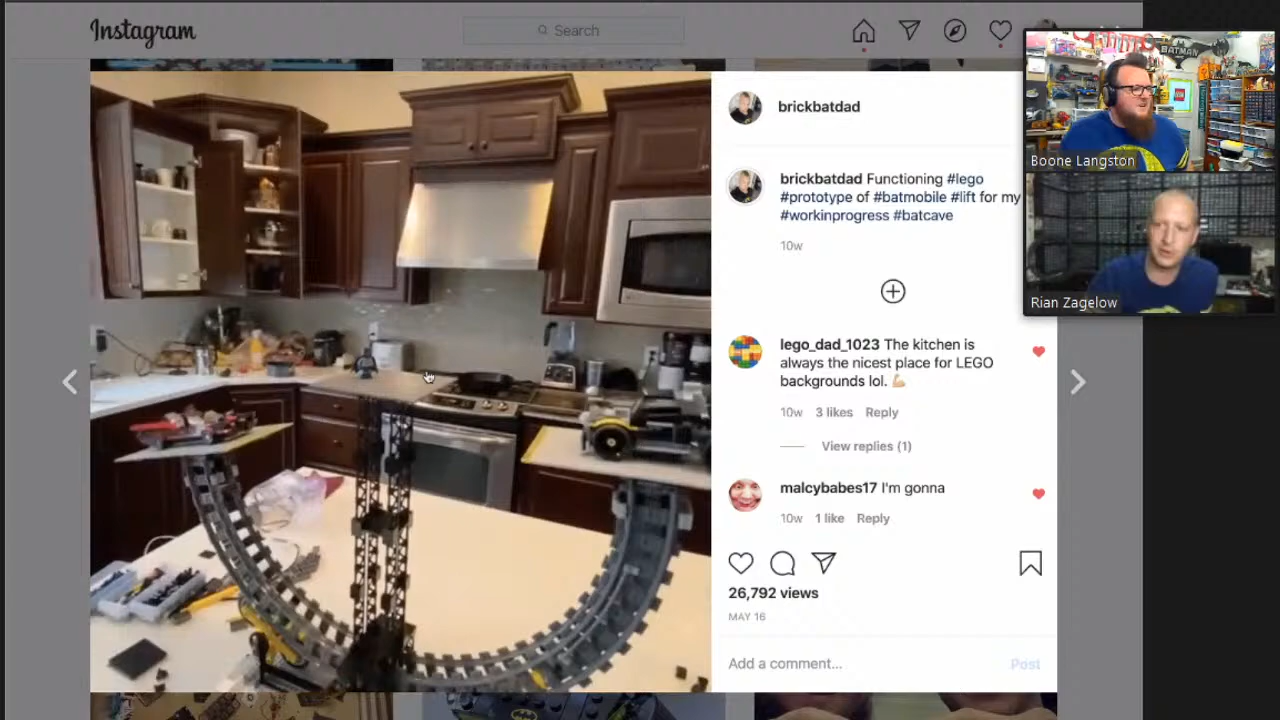 Instagram
Search
brickbatdad
brickbatdad Functioning #lego
#prototype of #batmobile #lift for my
#workinprogress #batcave
10w
lego_dad_1023 The kitchen is
always the nicest place for LEGO
backgrounds lol. 💪
10w 3 likes Reply
View replies (1)
malcybabes17 I'm gonna
10w 1 like Reply
26,792 views
MAY 16
Add a comment... Post
BATMAN
LEGO
Boone Langston
Rian Zagelow